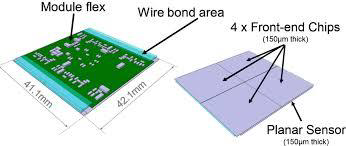 Module flex
Wire bond area
41.1mm
42.1mm
4 x Front-end Chips
(150µm thick)
Planar Sensor
(150µm thick)